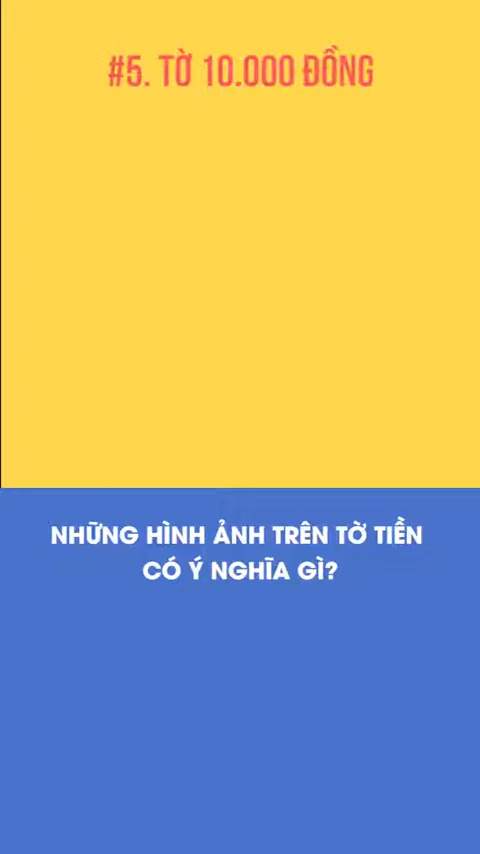 #5. TỜ 10.000 ĐỒNG
NHỮNG HÌNH ẢNH TRÊN TỜ TIỀN
CÓ Ý NGHĨA GÌ?